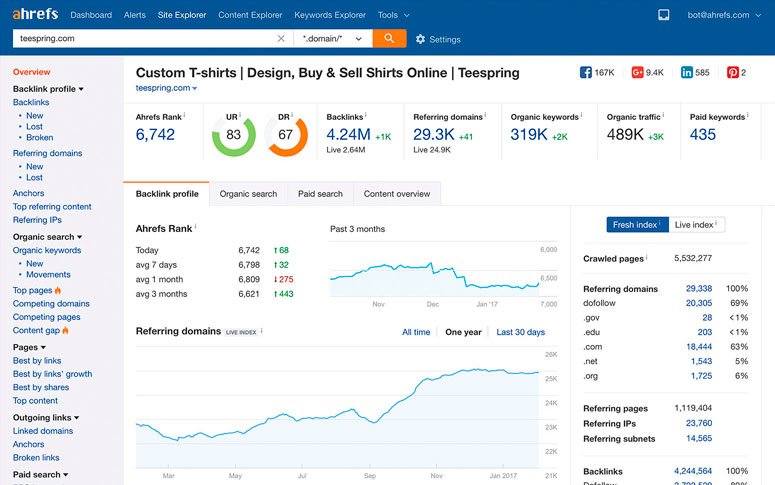 ahrefs Dashboard Alerts Site Explorer Content Explorer Keywords Explorer Tools bot@ahrefs.com
teespring.com *.domain/* Settings
Overview
Backlink profile
Backlinks
New
Lost
Broken
Referring domains
New
Lost
Anchors
Top referring content
Referring IPs
Organic search
Organic keywords
New
Movements
Top pages
Competing domains
Competing pages
Content gap
Pages
Best by links
Best by links' growth
Best by shares
Top content
Outgoing links
Linked domains
Anchors
Broken links
Paid search
Custom T-shirts | Design, Buy & Sell Shirts Online | Teespring 167K 9.4K 585 2
teespring.com
Ahrefs Rank i UR i DR i Backlinks i Referring domains i Organic keywords i Organic traffic i Paid keywords i
6,742 83 67 4.24M +1K 29.3K +41 319K +2K 489K +3K 435
Live 2.64M Live 24.9K
Backlink profile Organic search Paid search Content overview
Ahrefs Rank i
Today 6,742 68
avg 7 days 6,798 32
avg 1 month 6,809 275
avg 3 months 6,621 443
Past 3 months
6,000
6,500
7,000
Nov Dec Jan '17
Referring domains LIVE INDEX i All time One year Last 30 days
26K
25K
24K
23K
22K
21K
Mar May Jul Sep Nov Jan 2017
Fresh index i Live index i
Crawled pages i 5,532,277
Referring domains 29,338 100%
dofollow 20,305 69%
.gov 28 <1%
.edu 203 <1%
.com 18,444 63%
.net 1,543 5%
.org 1,725 6%
Referring pages 1,119,404
Referring IPs 23,760
Referring subnets 14,565
Backlinks 4,244,564 100%